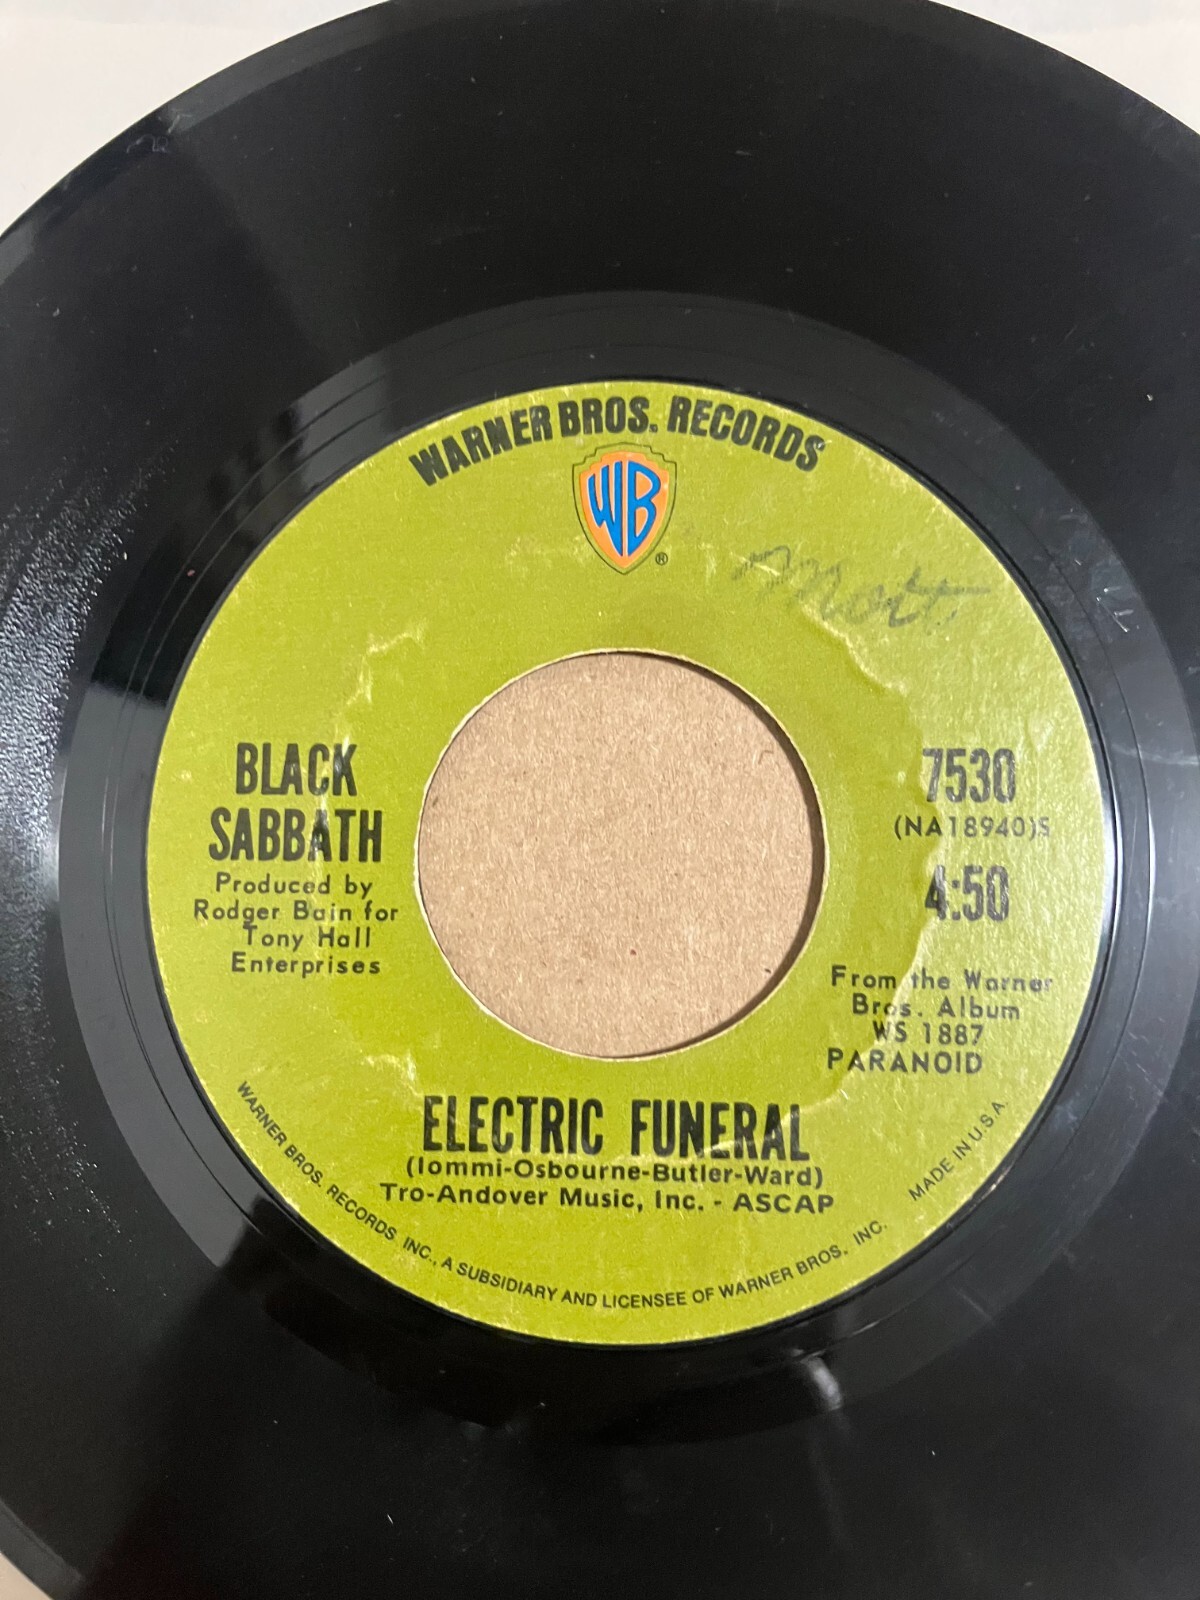 WARNER BROS. RECORDS
WB
®
Mott
BLACK
SABBATH
Produced by
Rodger Bain for
Tony Hall
Enterprises
7530
(NA18940)S
4:50
From the Warner
Bros. Album
WS 1887
PARANOID
ELECTRIC FUNERAL
(Iommi-Osbourne-Butler-Ward)
Tro-Andover Music, Inc. - ASCAP
WARNER BROS. RECORDS INC., A SUBSIDIARY AND LICENSEE OF WARNER BROS. INC.
MADE IN U.S.A.